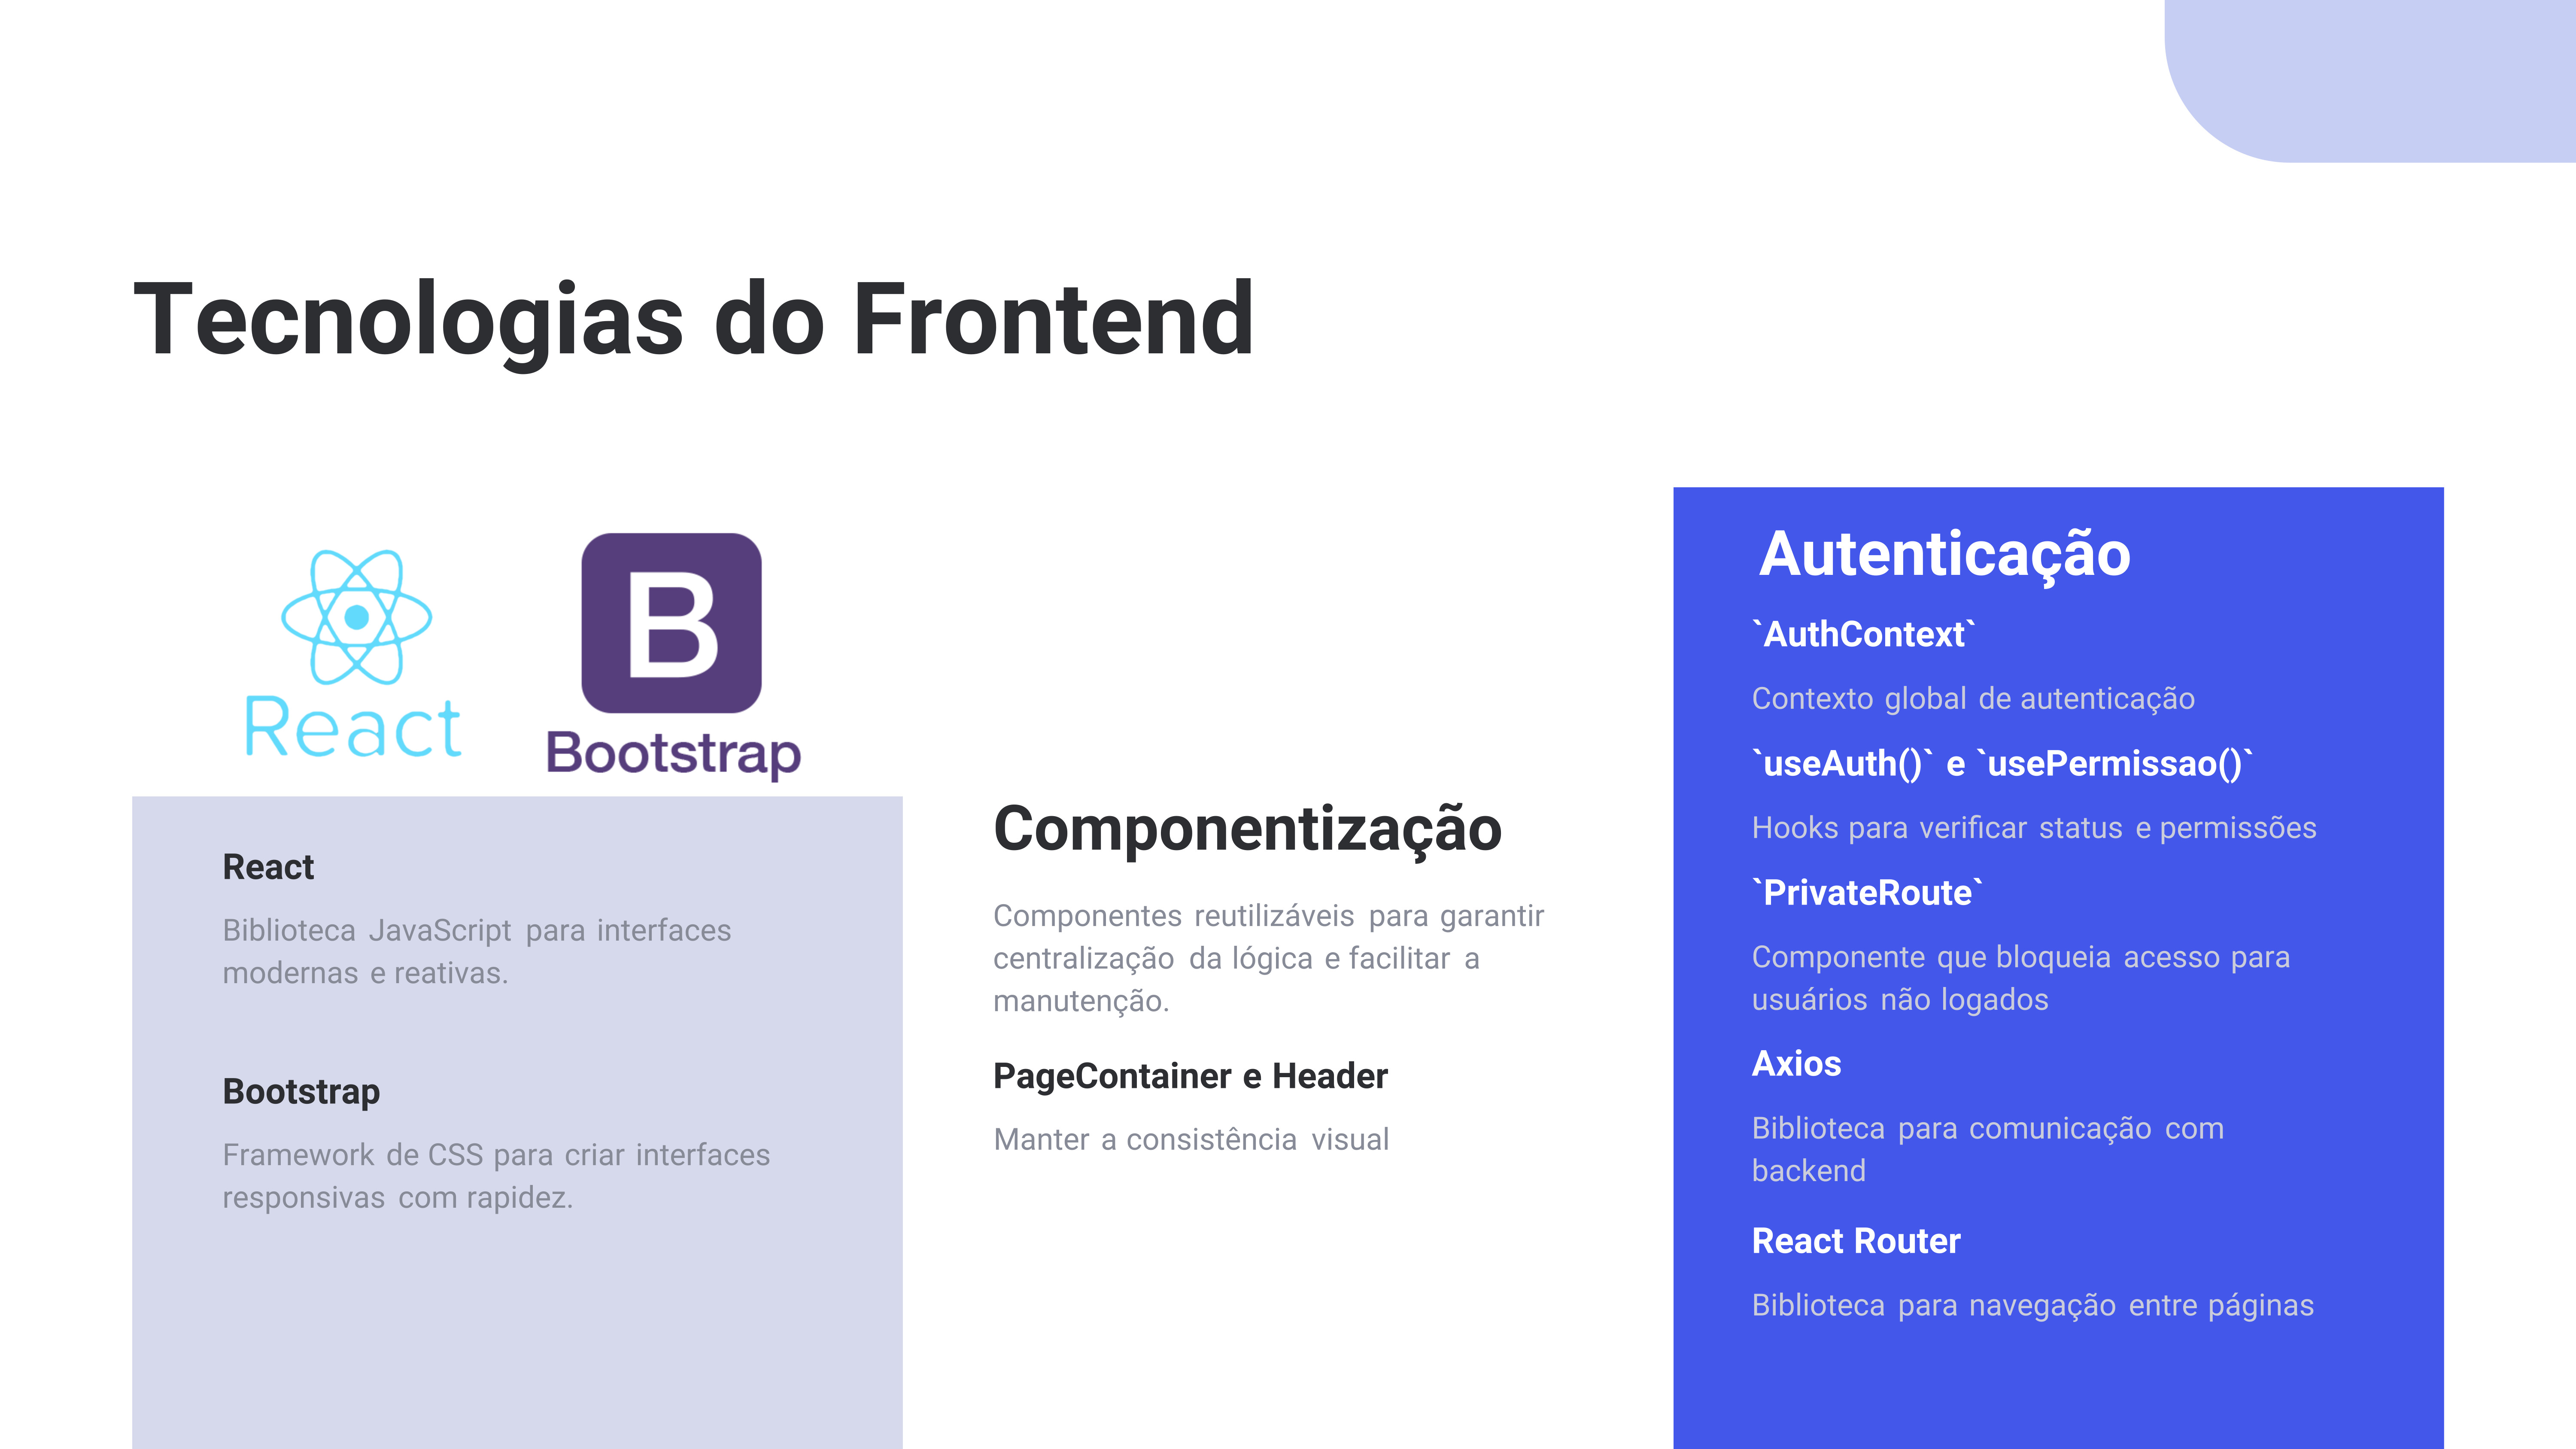 Tecnologias do Frontend
React
B
Bootstrap
React
Biblioteca JavaScript para interfaces
modernas e reativas.
Bootstrap
Framework de CSS para criar interfaces
responsivas com rapidez.
Componentização
Componentes reutilizáveis para garantir
centralização da lógica e facilitar a
manutenção.
PageContainer e Header
Manter a consistência visual
Autenticação
`AuthContext`
Contexto global de autenticação
`useAuth()` e `usePermissao()`
Hooks para verificar status e permissões
`PrivateRoute`
Componente que bloqueia acesso para
usuários não logados
Axios
Biblioteca para comunicação com
backend
React Router
Biblioteca para navegação entre páginas